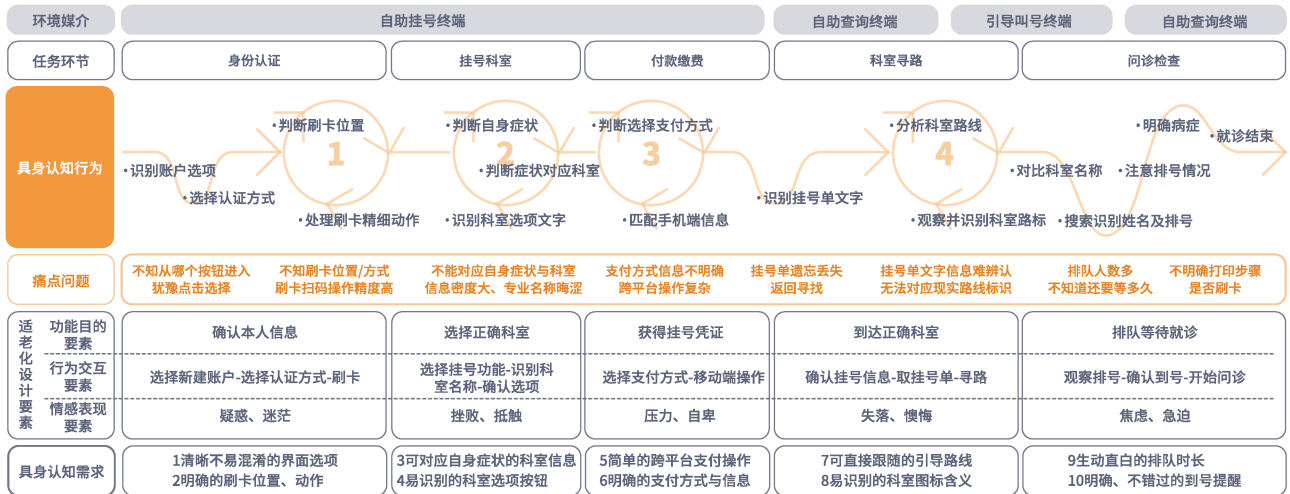 环境媒介
自助挂号终端
自助查询终端
引导叫号终端
自助查询终端
任务环节
身份认证
挂号科室
付款缴费
科室寻路
问诊检查
具身认知行为
•识别账户选项
•选择认证方式
1
•判断刷卡位置
•处理刷卡精细动作
2
•判断自身症状
•判断症状对应科室
•识别科室选项文字
3
•判断选择支付方式
•匹配手机端信息
•识别挂号单文字
4
•分析科室路线
•观察并识别科室路标
•对比科室名称
•搜索识别姓名及排号
•注意排号情况
•明确病症
•就诊结束
痛点问题
不知从哪个按钮进入
犹豫点击选择
不知刷卡位置/方式
刷卡扫码操作精度高
不能对应自身症状与科室
信息密度大、专业名称晦涩
支付方式信息不明确
跨平台操作复杂
挂号单遗忘丢失
返回寻找
挂号单文字信息难辨认
无法对应现实路线标识
排队人数多
不知道还要等多久
不明确打印步骤
是否刷卡
适老化设计要素
功能目的
要素
确认本人信息
选择正确科室
获得挂号凭证
到达正确科室
排队等待就诊
行为交互
要素
选择新建账户-选择认证方式-刷卡
选择挂号功能-识别科
室名称-确认选项
选择支付方式-移动端操作
确认挂号信息-取挂号单-寻路
观察排号-确认到号-开始问诊
情感表现
要素
疑惑、迷茫
挫败、抵触
压力、自卑
失落、懊悔
焦虑、急迫
具身认知需求
1清晰不易混淆的界面选项
2明确的刷卡位置、动作
3可对应自身症状的科室信息
4易识别的科室选项按钮
5简单的跨平台支付操作
6明确的支付方式与信息
7可直接跟随的引导路线
8易识别的科室图标含义
9生动直白的排队时长
10明确、不错过的到号提醒